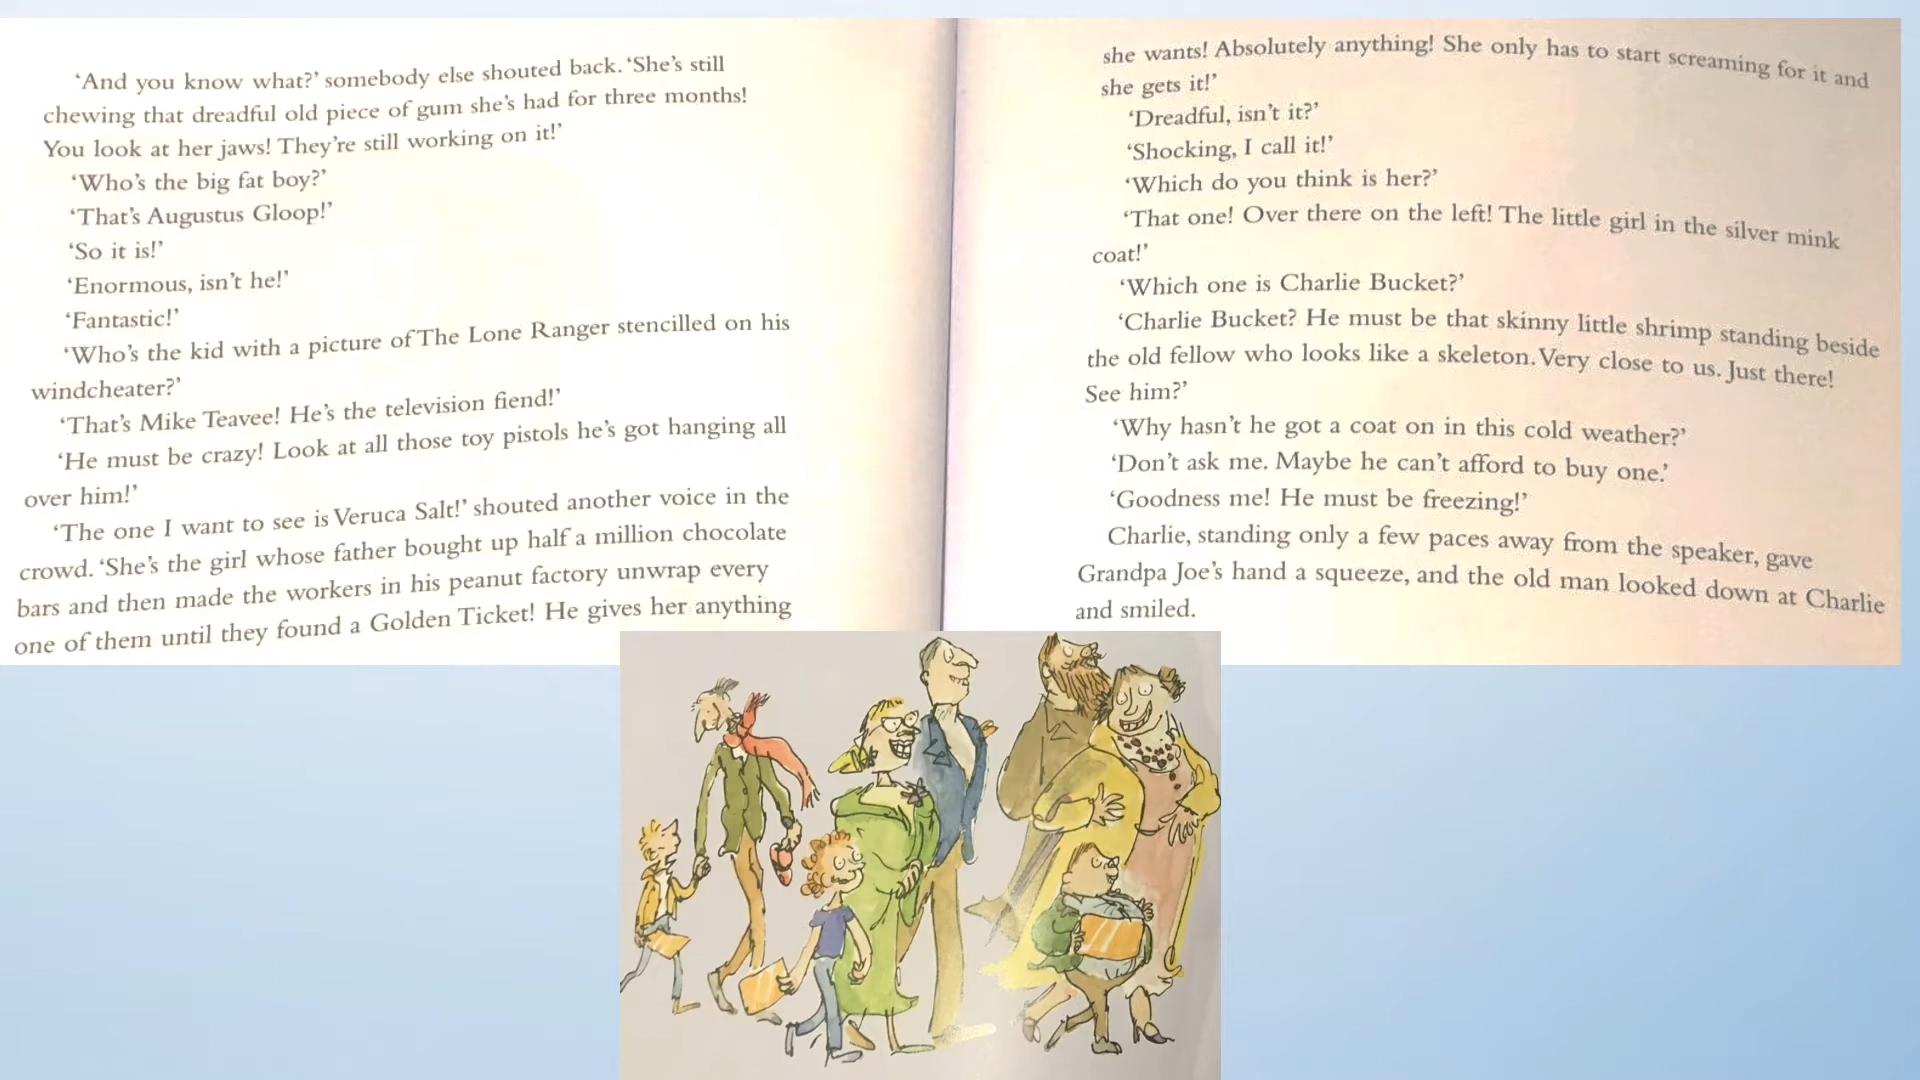 ‘And you know what?’ somebody else shouted back. ‘She’s still
chewing that dreadful old piece of gum she’s had for three months!
You look at her jaws! They’re still working on it!’
‘Who’s the big fat boy?’
‘That’s Augustus Gloop!’
‘So it is!’
‘Enormous, isn’t he!’
‘Fantastic!’
‘Who’s the kid with a picture of The Lone Ranger stencilled on his
windcheater?’
‘That’s Mike Teavee! He’s the television fiend!’
‘He must be crazy! Look at all those toy pistols he’s got hanging all
over him!’
‘The one I want to see is Veruca Salt!’ shouted another voice in the
crowd. ‘She’s the girl whose father bought up half a million chocolate
bars and then made the workers in his peanut factory unwrap every
one of them until they found a Golden Ticket! He gives her anything
she wants! Absolutely anything! She only has to start screaming for it and
she gets it!’
‘Dreadful, isn’t it?’
‘Shocking, I call it!’
‘Which do you think is her?’
‘That one! Over there on the left! The little girl in the silver mink
coat!’
‘Which one is Charlie Bucket?’
‘Charlie Bucket? He must be that skinny little shrimp standing beside
the old fellow who looks like a skeleton. Very close to us. Just there!
See him?’
‘Why hasn’t he got a coat on in this cold weather?’
‘Don’t ask me. Maybe he can’t afford to buy one.’
‘Goodness me! He must be freezing!’
Charlie, standing only a few paces away from the speaker, gave
Grandpa Joe’s hand a squeeze, and the old man looked down at Charlie
and smiled.